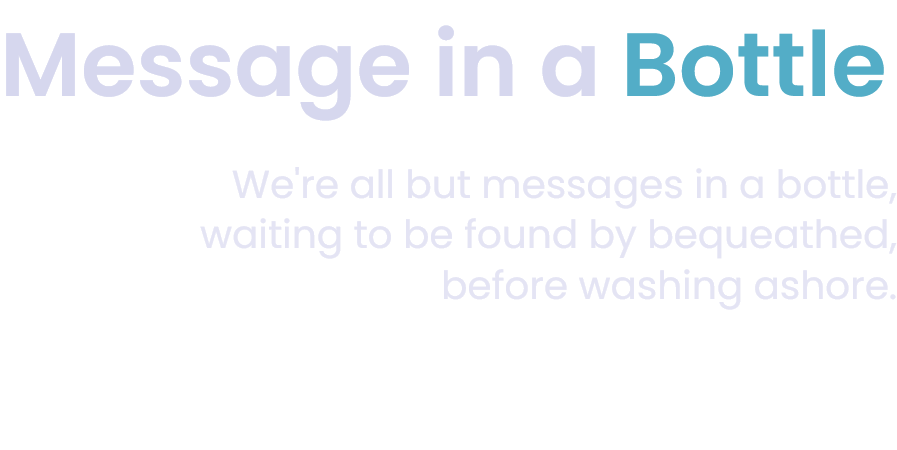 Message in a Bottle
We're all but messages in a bottle,
waiting to be found by bequeathed,
before washing ashore.